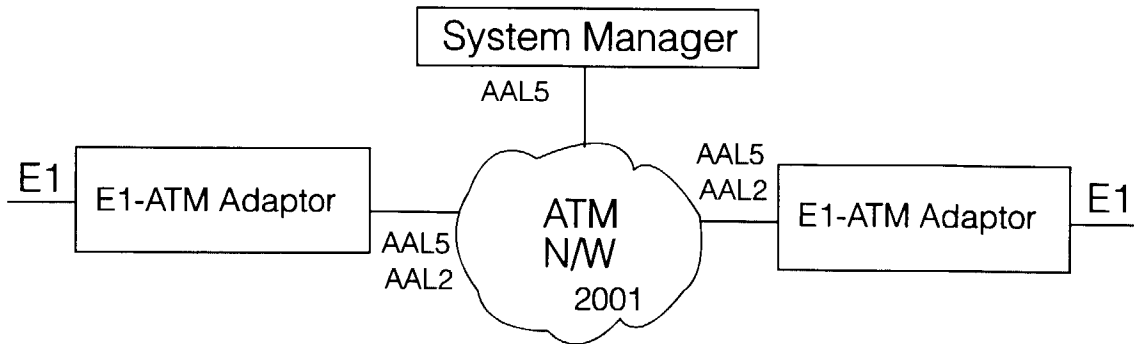 System Manager
AAL5
E1
E1-ATM Adaptor
AAL5
AAL2
ATM
N/W
2001
AAL5
AAL2
E1-ATM Adaptor
E1